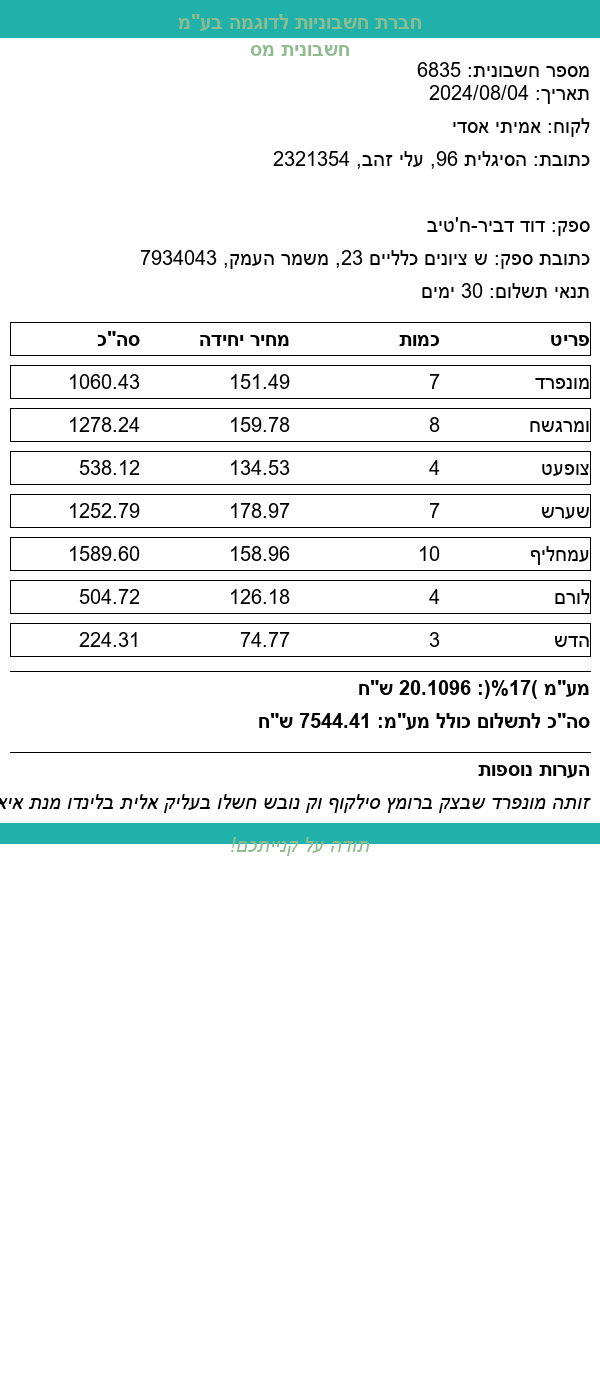 חברת חשבוניות לדוגמה בע"מ
חשבונית מס
מספר חשבונית: 6835
תאריך: 2024/08/04
לקוח: אמיתי אסדי
כתובת: הסיגלית 96, עלי זהב, 2321354
ספק: דוד דביר-ח'טיב
כתובת ספק: ש ציונים כלליים 23, משמר העמק, 7934043
תנאי תשלום: 30 ימים
פריט כמות מחיר יחידה סה"כ
מונפרד 7 151.49 1060.43
ומרגשח 8 159.78 1278.24
צופעט 4 134.53 538.12
שערש 7 178.97 1252.79
עמחליף 10 158.96 1589.60
לורם 4 126.18 504.72
הדש 3 74.77 224.31
מע"מ )17%(: 20.1096 ש"ח
סה"כ לתשלום כולל מע"מ: 7544.41 ש"ח
הערות נוספות
זותה מונפרד שבצק ברומץ סילקוף וק נובש חשלו בעליק אלית בלינדו מנת
תודה על קנייתכם!